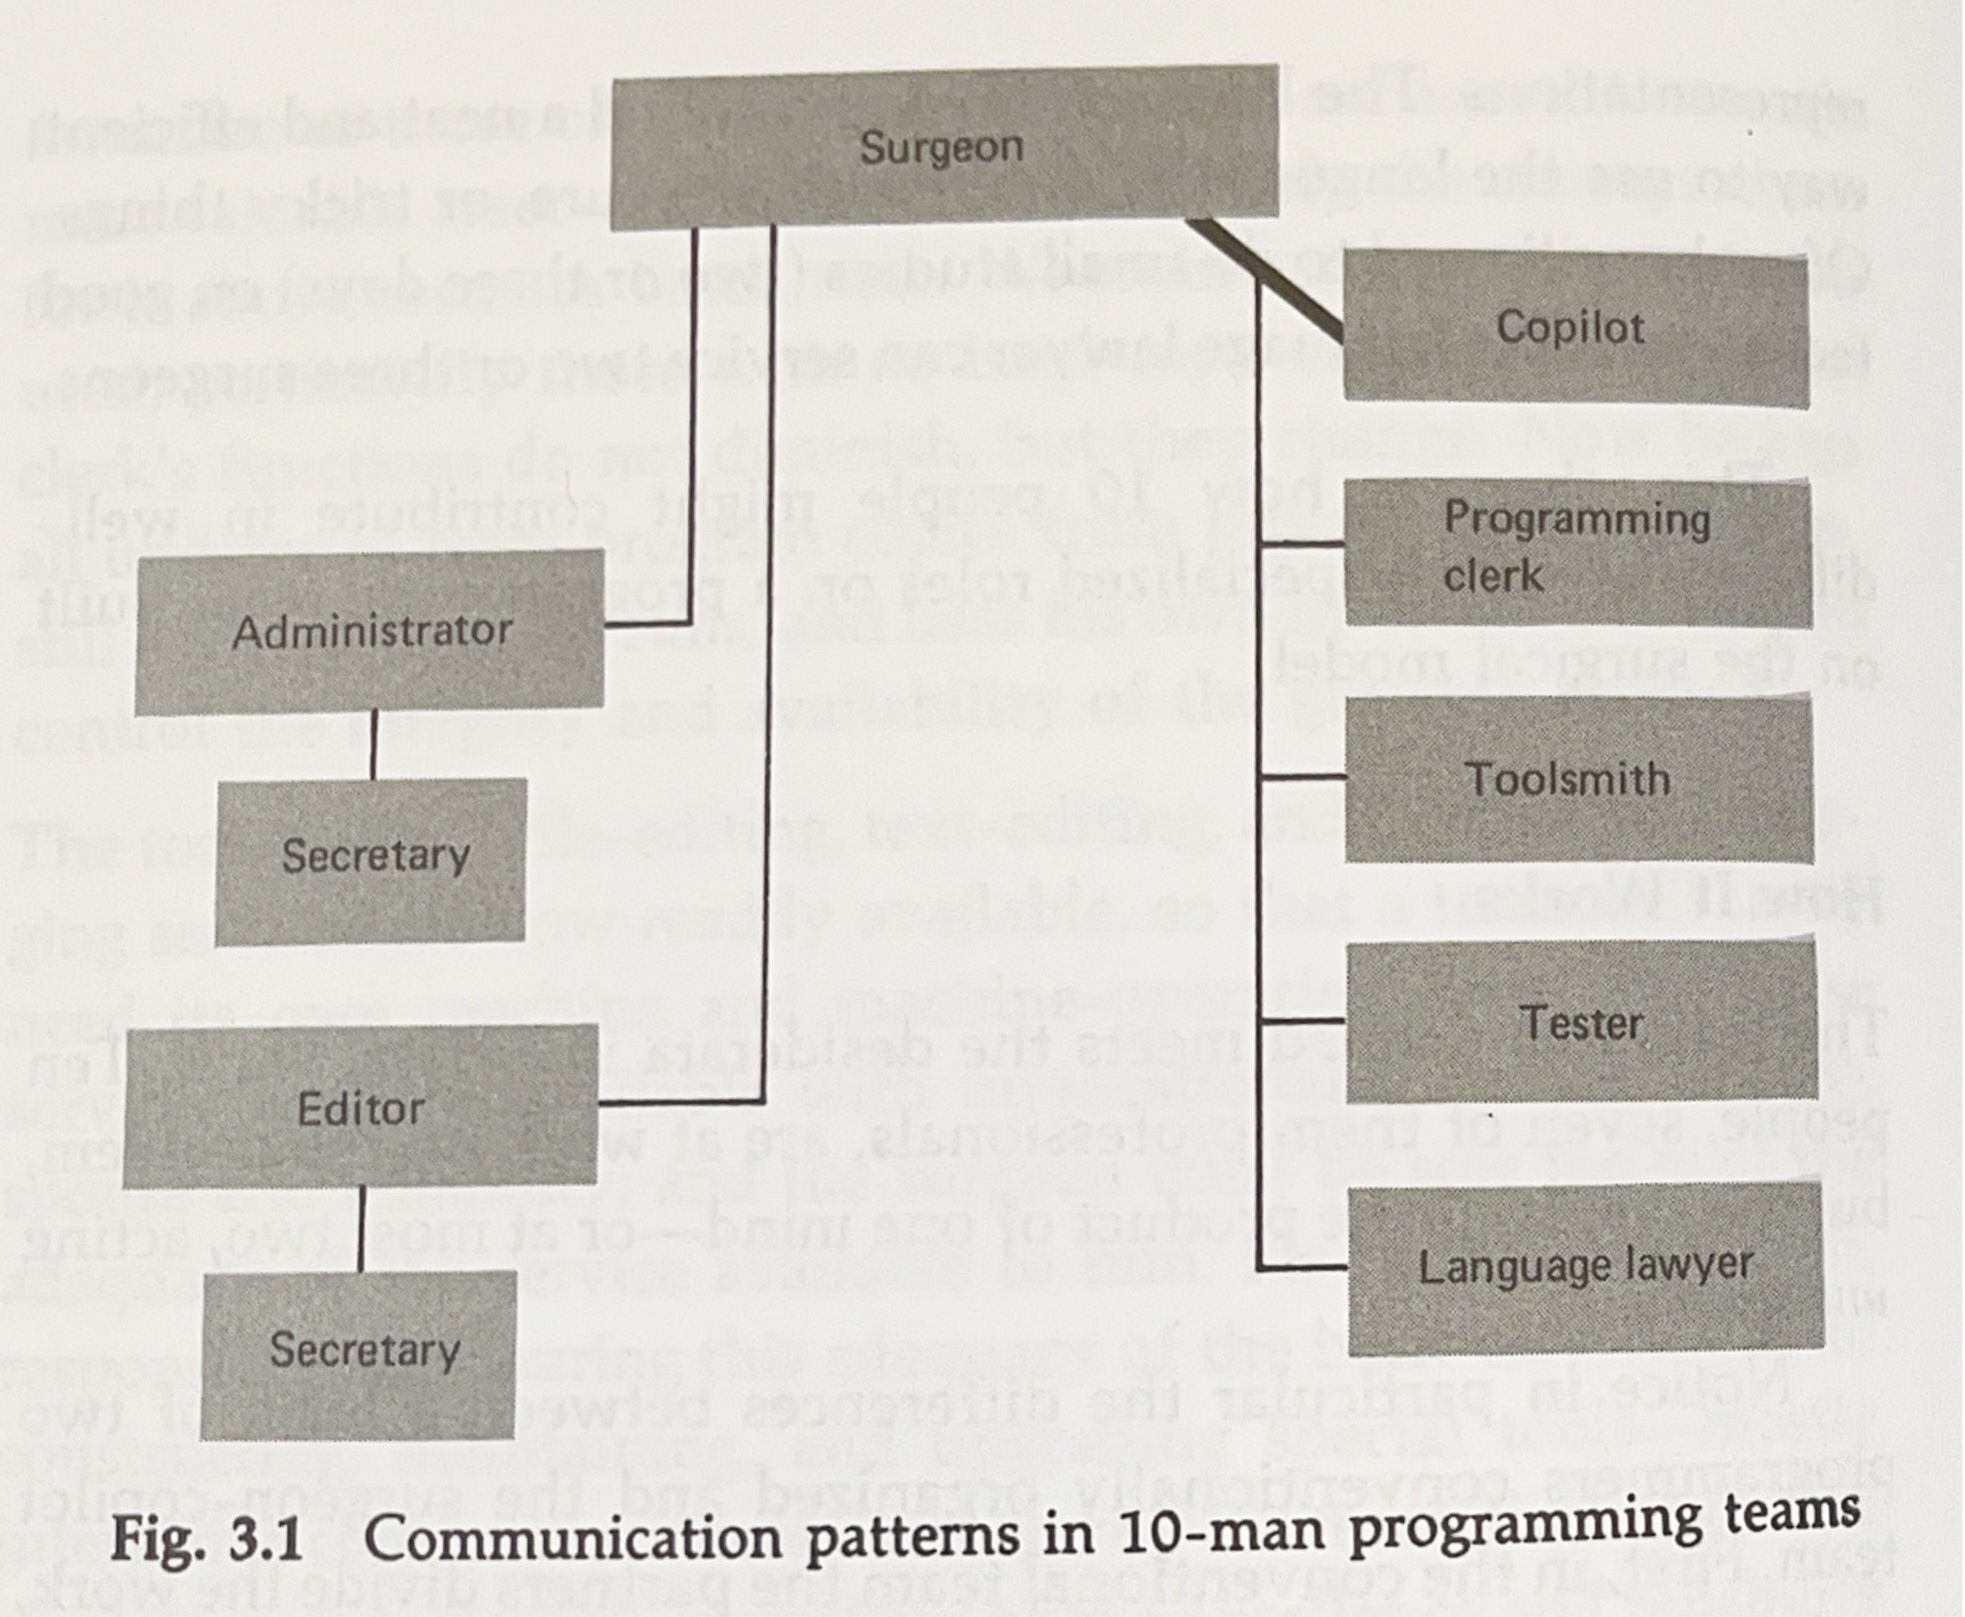 Surgeon
Copilot
Programming
clerk
Administrator
Toolsmith
Secretary
Tester
Editor
Language lawyer
Secretary
Fig. 3.1 Communication patterns in 10-man programming teams